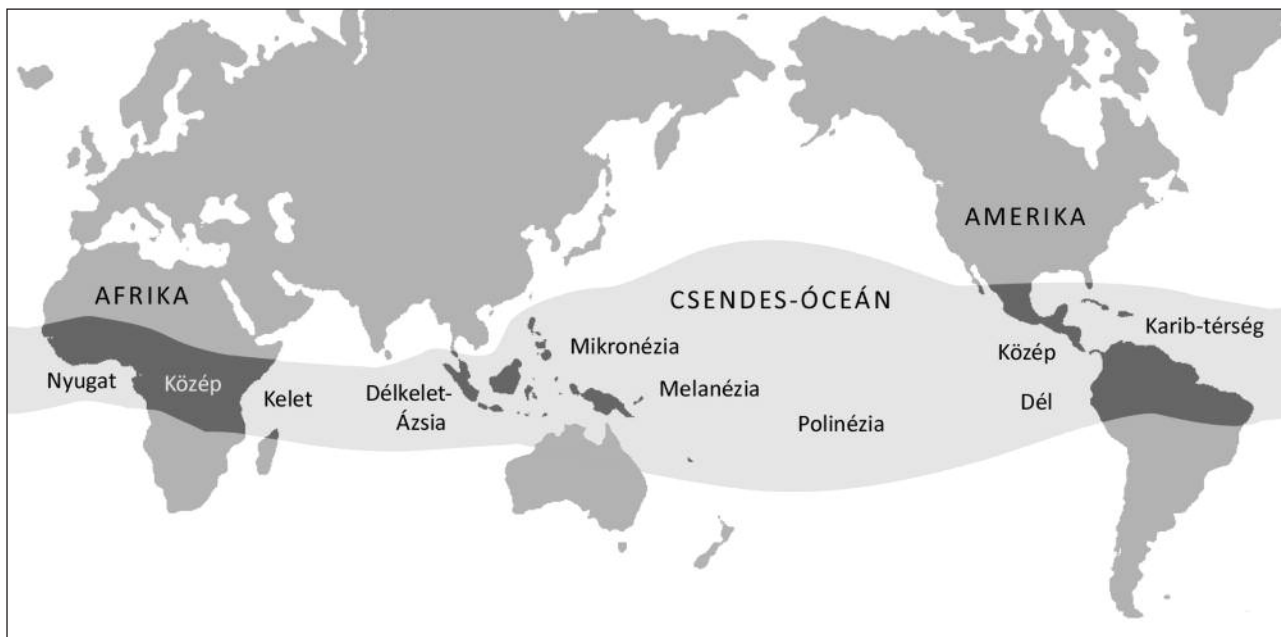 AMERIKA
AFRIKA
CSENDES-ÓCEÁN
Karib-térség
Mikronézia
Közép
Nyugat
Közép
Kelet
Délkelet-
Ázsia
Melanézia
Dél
Polinézia